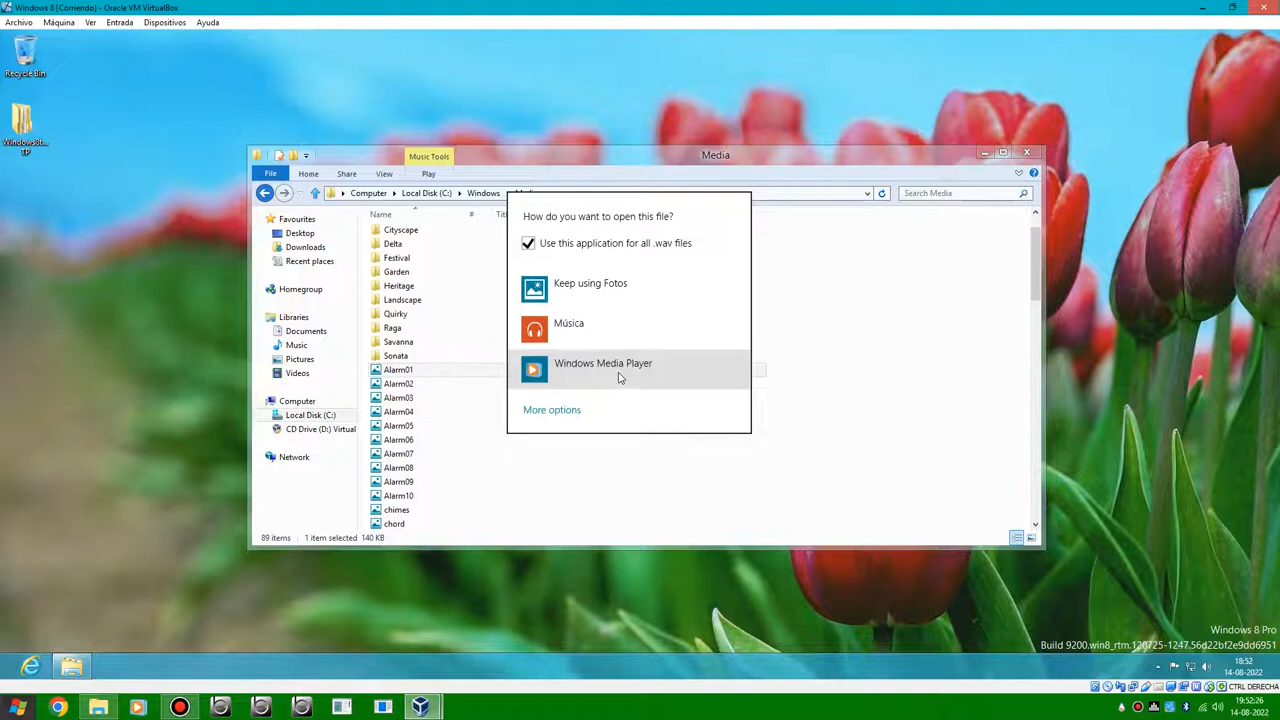 Windows 8 [Corriendo] - Oracle VM VirtualBox
Archivo Máquina Ver Entrada Dispositivos Ayuda
Recycle Bin
Windows8t...
TP
Music Tools
Media
File Home Share View Play
Computer Local Disk (C:) Windows
Search Media
Name # Titl
Favourites
Desktop
Downloads
Recent places
Homegroup
Libraries
Documents
Music
Pictures
Videos
Computer
Local Disk (C:)
CD Drive (D:) Virtual
Network
Cityscape
Delta
Festival
Garden
Heritage
Landscape
Quirky
Raga
Savanna
Sonata
Alarm01
Alarm02
Alarm03
Alarm04
Alarm05
Alarm06
Alarm07
Alarm08
Alarm09
Alarm10
chimes
chord
How do you want to open this file?
Use this application for all .wav files
Keep using Fotos
Música
Windows Media Player
More options
89 items 1 item selected 140 KB
Windows 8 Pro
Build 9200.win8_rtm.120725-1247.56d22bf2e9dd6951
18:52
14-08-2022
CTRL DERECHA
19:52:26
14-08-2022